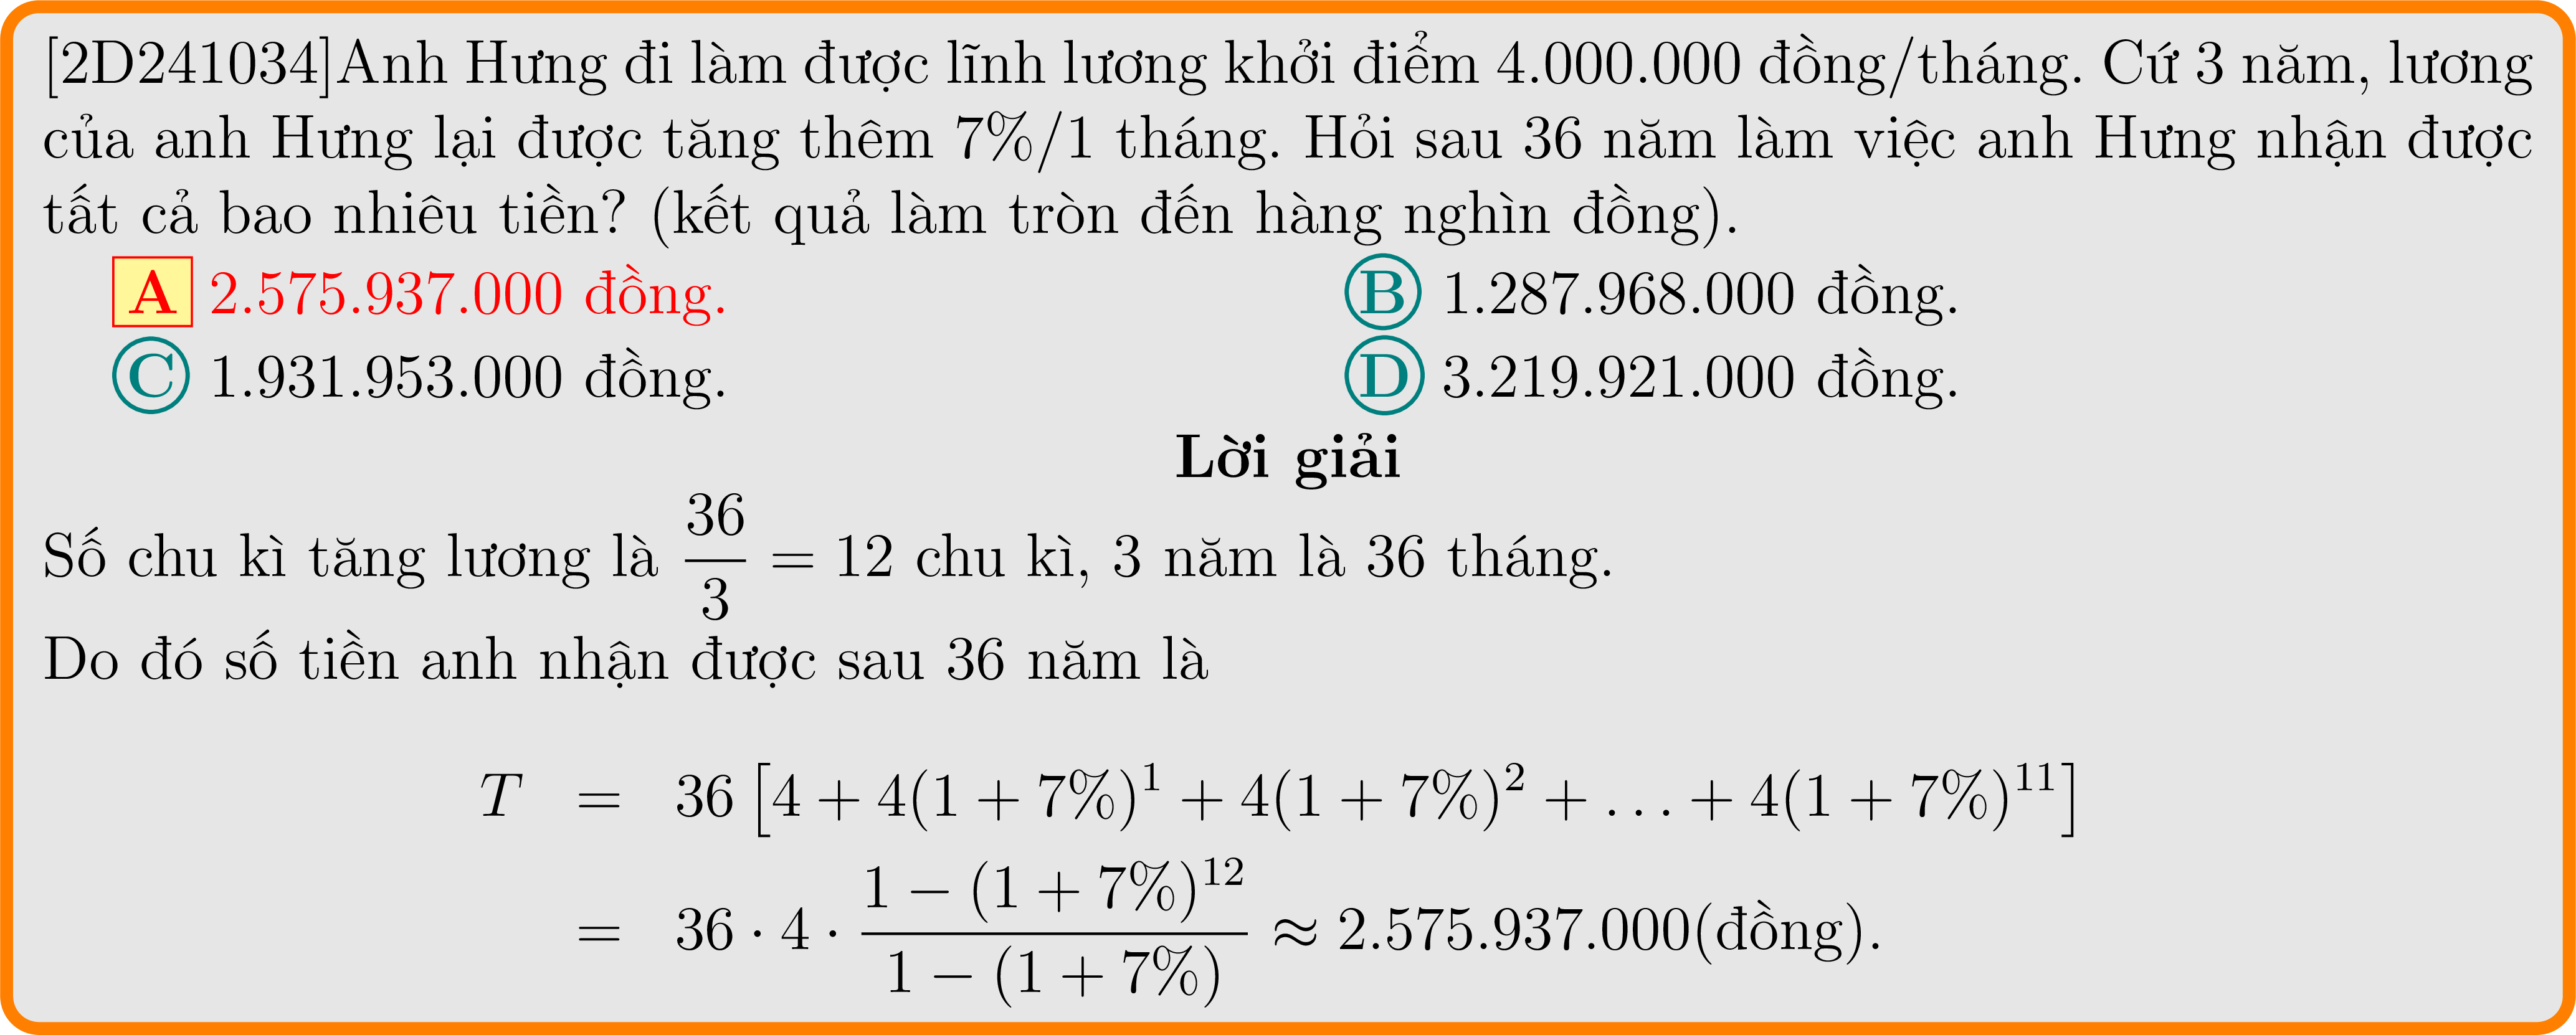 [2D241034]Anh Hưng đi làm được lĩnh lương khởi điểm 4.000.000 đồng/tháng. Cứ 3 năm, lương
của anh Hưng lại được tăng thêm 7%/1 tháng. Hỏi sau 36 năm làm việc anh Hưng nhận được
tất cả bao nhiêu tiền? (kết quả làm tròn đến hàng nghìn đồng).
A 2.575.937.000 đồng. B 1.287.968.000 đồng.
C 1.931.953.000 đồng. D 3.219.921.000 đồng.
Lời giải
Số chu kì tăng lương là \frac{36}{3} = 12 chu kì, 3 năm là 36 tháng.
Do đó số tiền anh nhận được sau 36 năm là
T = 36 [4 + 4(1 + 7%)^1 + 4(1 + 7%)^2 + . . . + 4(1 + 7%)^{11}]
= 36 · 4 · \frac{1 − (1 + 7%)^{12}}{1 − (1 + 7%)} ≈ 2.575.937.000(đồng).